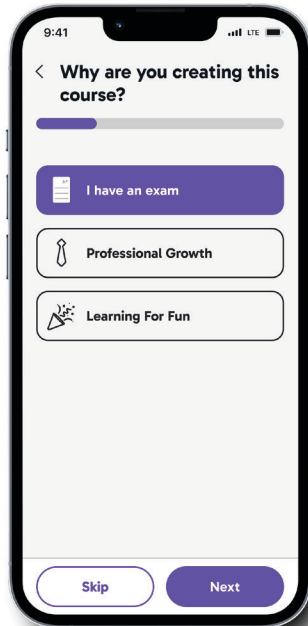 9:41
LTE
Why are you creating this
course?
I have an exam
Professional Growth
Learning For Fun
Skip
Next